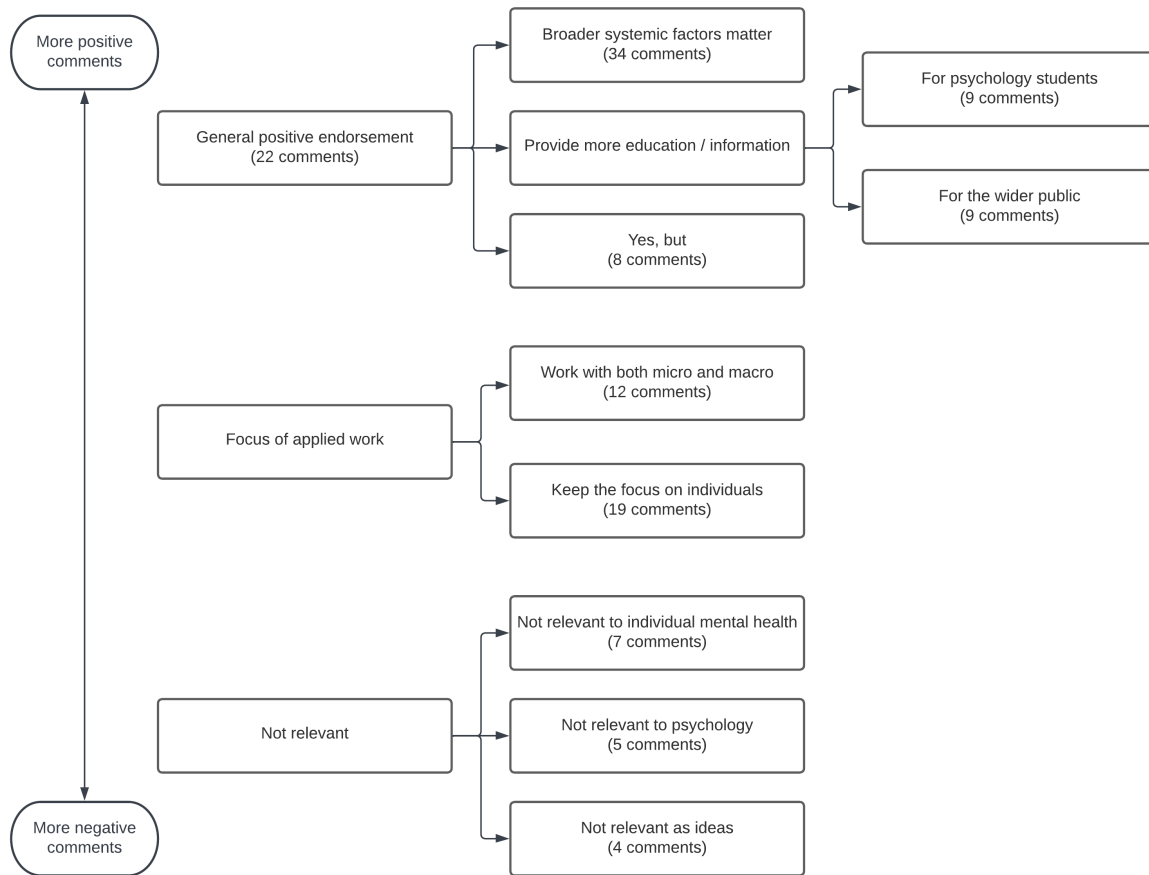 More positive
comments
General positive endorsement
(22 comments)
Broader systemic factors matter
(34 comments)
Provide more education / information
For psychology students
(9 comments)
For the wider public
(9 comments)
Yes, but
(8 comments)
Focus of applied work
Work with both micro and macro
(12 comments)
Keep the focus on individuals
(19 comments)
Not relevant
Not relevant to individual mental health
(7 comments)
Not relevant to psychology
(5 comments)
Not relevant as ideas
(4 comments)
More negative
comments